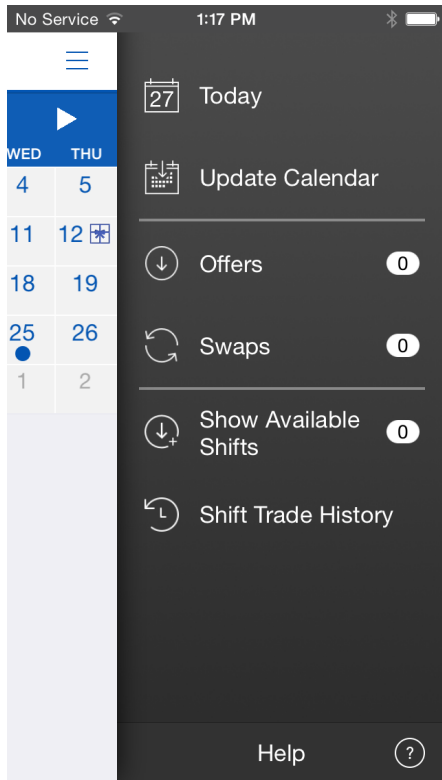 No Service 1:17 PM
WED THU
4 5
11 12
18 19
25 26
1 2
27 Today
Update Calendar
Offers 0
Swaps 0
Show Available
Shifts
0
Shift Trade History
Help ?